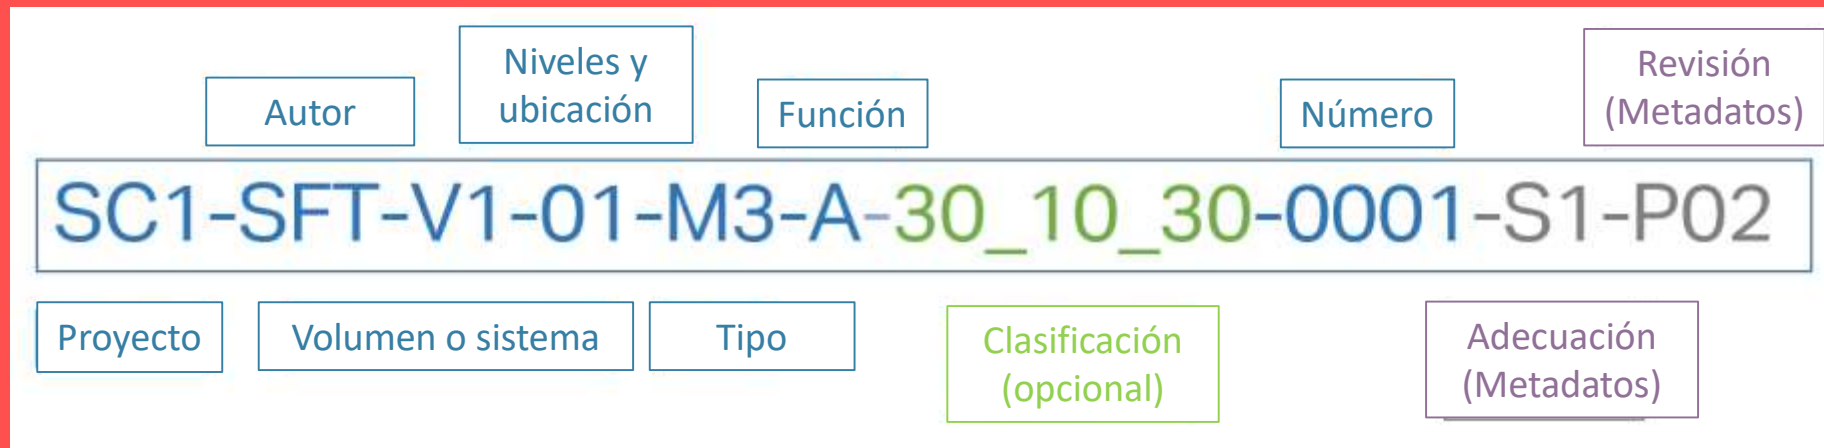 Niveles y
ubicación
Autor
Función
Número
Revisión
(Metadatos)
SC1-SFT-V1-01-M3-A-30_10_30-0001-S1-P02
Proyecto
Volumen o sistema
Tipo
Clasificación
(opcional)
Adecuación
(Metadatos)